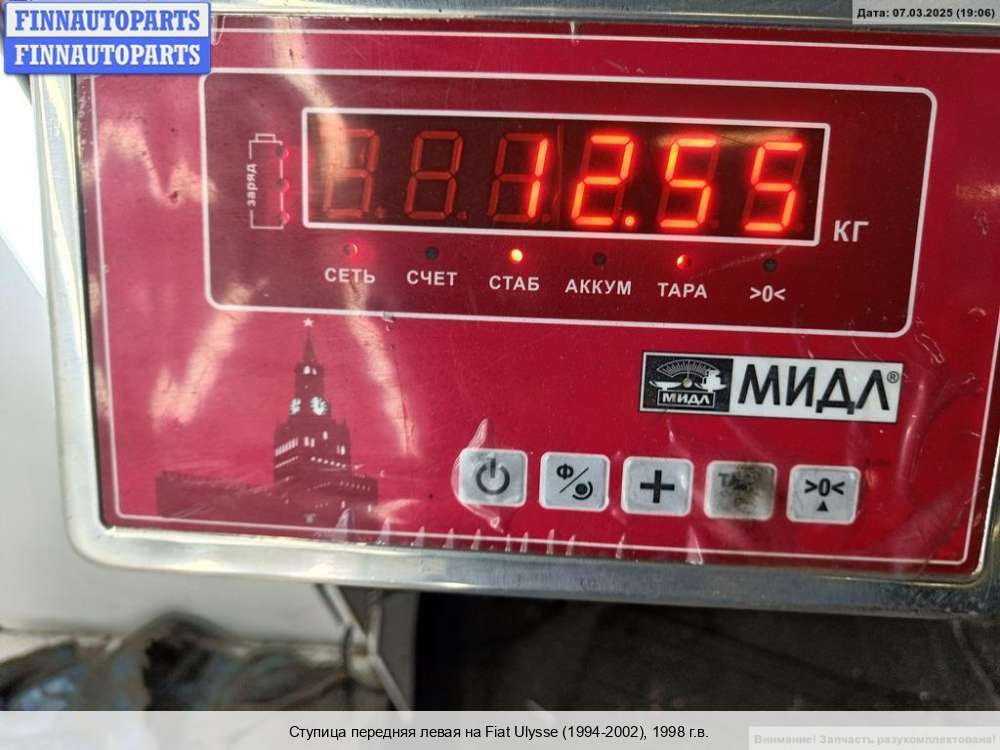 FINNAUTOPARTS
FINNAUTOPARTS
Дата: 07.03.2025 (19:06)
заряд
12.55
КГ
СЕТЬ СЧЕТ СТАБ АККУМ ТАРА >0<
МИДЛ МИДЛ®
Ф >0<
Ступица передняя левая на Fiat Ulysse (1994-2002), 1998 г.в.
Внимание! Запчасть разукомплектована!